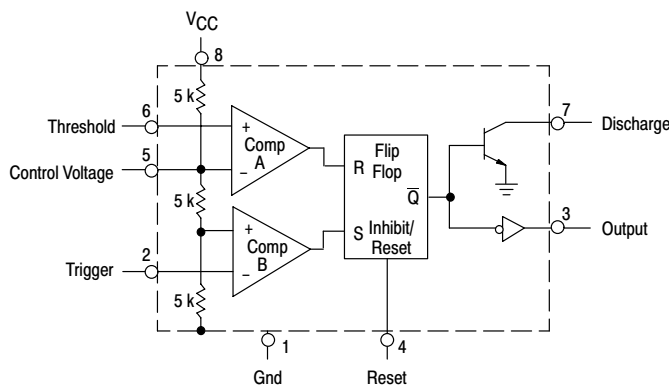 VCC
8
5 k
7
6
Threshold
+
Comp
A
−
Discharge
5
Control Voltage
R
Flip
Flop
Q̅
5 k
+
Comp
B
−
S
Inhibit/
Reset
3
Output
2
Trigger
5 k
1
4
Gnd
Reset